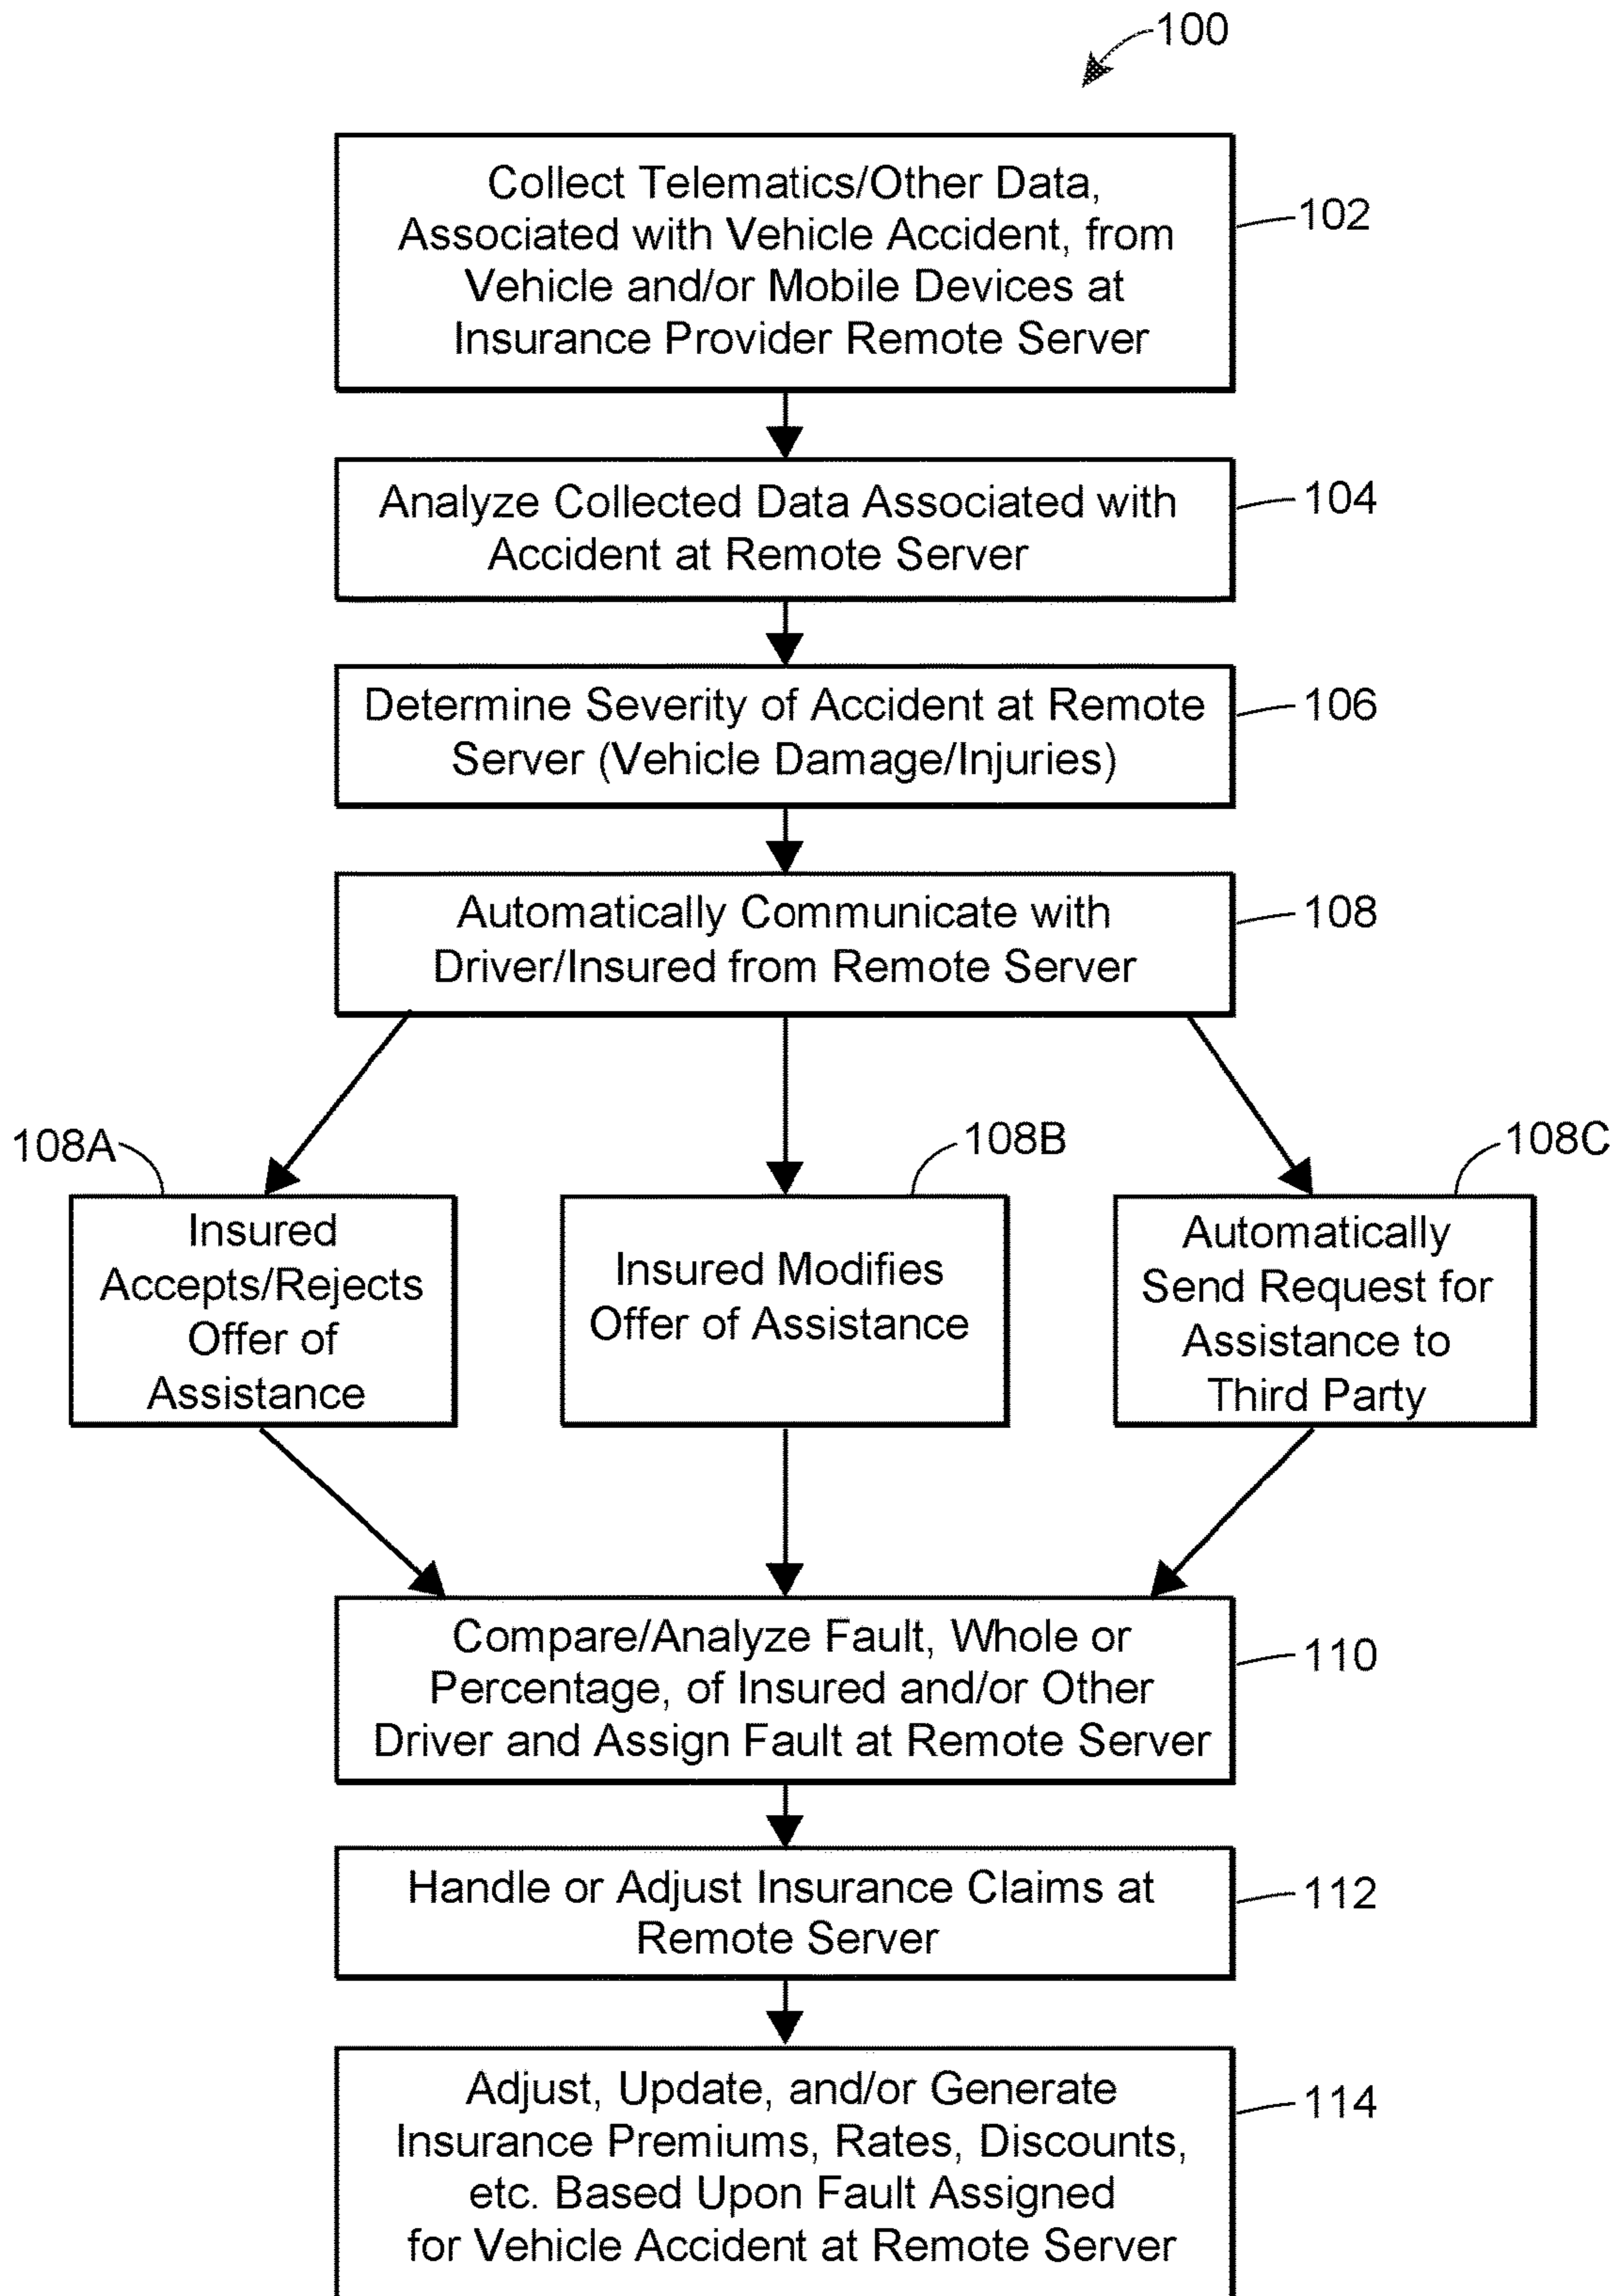 100
Collect Telematics/Other Data,
Associated with Vehicle Accident, from
Vehicle and/or Mobile Devices at
Insurance Provider Remote Server
102
Analyze Collected Data Associated with
Accident at Remote Server
104
Determine Severity of Accident at Remote
Server (Vehicle Damage/Injuries)
106
Automatically Communicate with
Driver/Insured from Remote Server
108
108A
Insured
Accepts/Rejects
Offer of
Assistance
108B
Insured Modifies
Offer of Assistance
108C
Automatically
Send Request for
Assistance to
Third Party
Compare/Analyze Fault, Whole or
Percentage, of Insured and/or Other
Driver and Assign Fault at Remote Server
110
Handle or Adjust Insurance Claims at
Remote Server
112
Adjust, Update, and/or Generate
Insurance Premiums, Rates, Discounts,
etc. Based Upon Fault Assigned
for Vehicle Accident at Remote Server
114